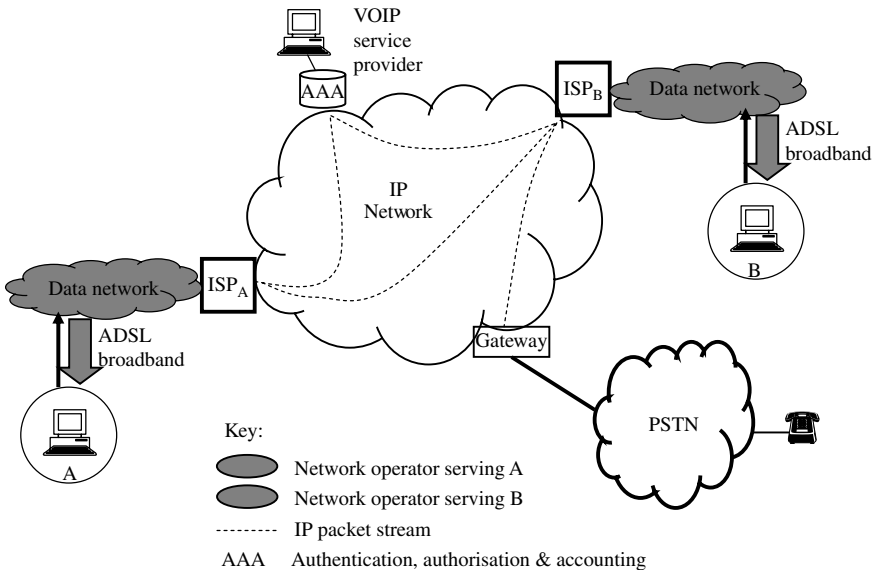 VOIP
service
provider
AAA
ISPB
Data network
ADSL
broadband
IP
Network
B
Data network
ISPA
Gateway
ADSL
broadband
PSTN
A
Key:
Network operator serving A
Network operator serving B
IP packet stream
AAA Authentication, authorisation & accounting